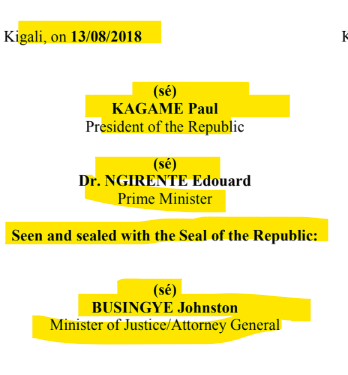 Kigali, on 13/08/2018
K
(sé)
KAGAME Paul
President of the Republic
(sé)
Dr. NGIRENTE Edouard
Prime Minister
Seen and sealed with the Seal of the Republic:
(sé)
BUSINGYE Johnston
Minister of Justice/Attorney General